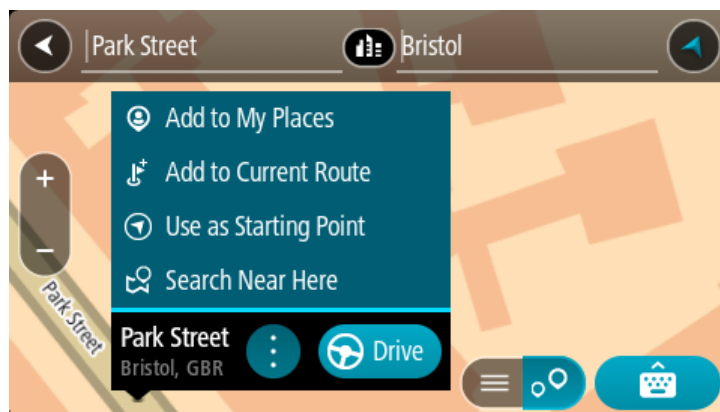 Park Street
Bristol
Add to My Places
Add to Current Route
Use as Starting Point
Search Near Here
+
−
Park Street
Park Street
Bristol, GBR
Drive